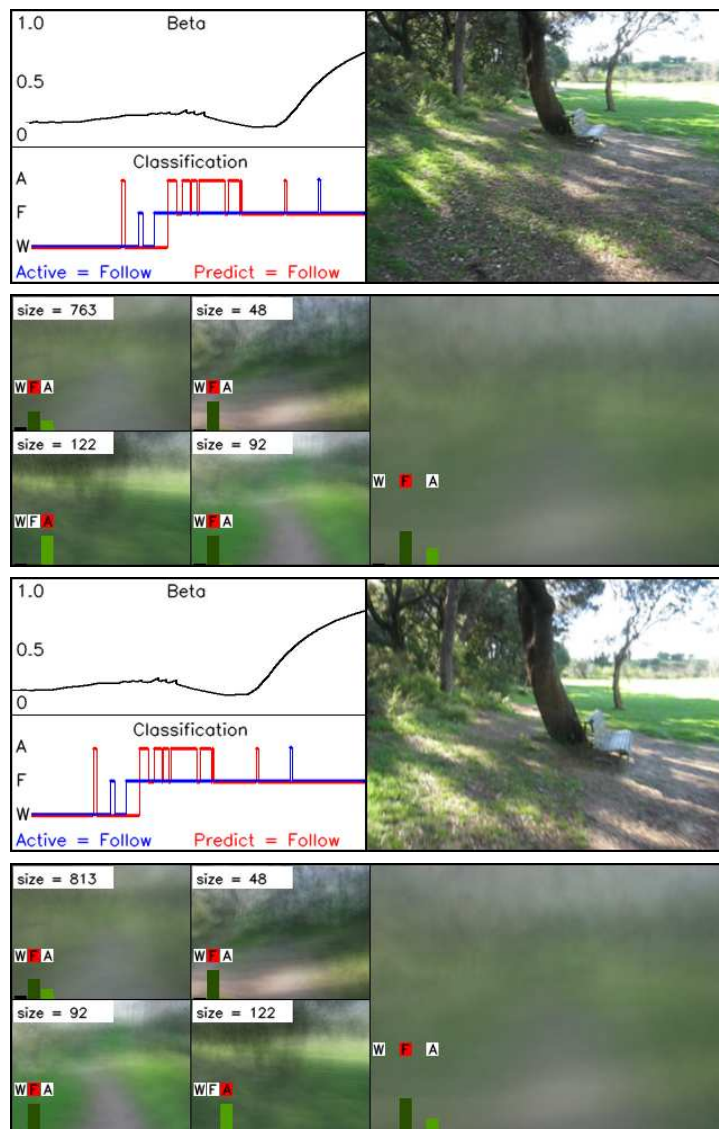 1.0 Beta
0.5
0
Classification
A
F
W
Active = Follow Predict = Follow
size = 763 size = 48
W F A W F A
size = 122 size = 92
W F A
W F A W F A
1.0 Beta
0.5
0
Classification
A
F
W
Active = Follow Predict = Follow
size = 813 size = 48
W F A W F A
size = 92 size = 122
W F A
W F A W F A